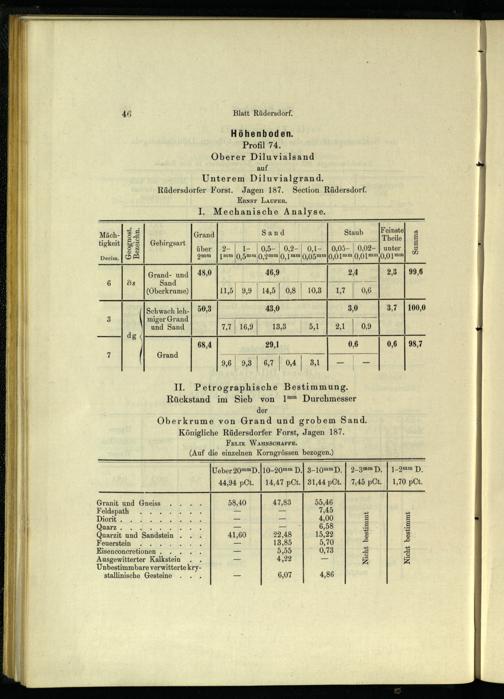 46
Blatt Rüdersdorf.
Höhenboden.
Profil 74.
Oberer Diluvialsand
auf
Unterem Diluvialgrand.
Rüdersdorfer Forst. Jagen 187. Section Rüdersdorf.
Ernst Laufer.
I. Mechanische Analyse.
Mäch-tigkeit Decim. Geognost. Bezeichn. Gebirgsart Grand über 2mm Sand Staub Feinste Theile unter 0,01mm Summa
2–1mm 1–0,5mm 0,5–0,2mm 0,2–0,1mm 0,1–0,05mm 0,05–0,01mm 0,02–0,01mm
6 ∂s Grand- und Sand (Oberkrume) 48,0 46,9 2,4 2,3 99,6
11,5 9,9 14,5 0,8 10,3 1,7 0,6
3 dg Schwach leh-miger Grand und Sand 50,3 43,0 3,0 3,7 100,0
7,7 16,9 13,3 5,1 2,1 0,9
7 Grand 68,4 29,1 0,6 0,6 98,7
9,6 9,3 6,7 0,4 3,1 — —
II. Petrographische Bestimmung.
Rückstand im Sieb von 1mm Durchmesser
der
Oberkrume von Grand und grobem Sand.
Königliche Rüdersdorfer Forst, Jagen 187.
Felix Wahnschaffe.
(Auf die einzelnen Korngrössen bezogen.)
Ueber 20mm D. 10–20mm D. 3–10mm D. 2–3mm D. 1–2mm D.
44,94 pCt. 14,47 pCt. 31,44 pCt. 7,45 pCt. 1,70 pCt.
Granit und Gneiss . . . . 58,40 47,83 55,46 Nicht bestimmt Nicht bestimmt
Feldspath . . . . . . — — 7,45
Diorit . . . . . . . . — — 4,00
Quarz . . . . . . . . — — 6,58
Quarzit und Sandstein . . . 41,60 22,48 15,22
Feuerstein . . . . . . — 13,85 5,70
Eisenconcretionen . . . . . — 5,55 0,73
Ausgewitterter Kalkstein . . — 4,22 —
Unbestimmbare verwitterte kry-
stallinische Gesteine . . . — 6,07 4,86